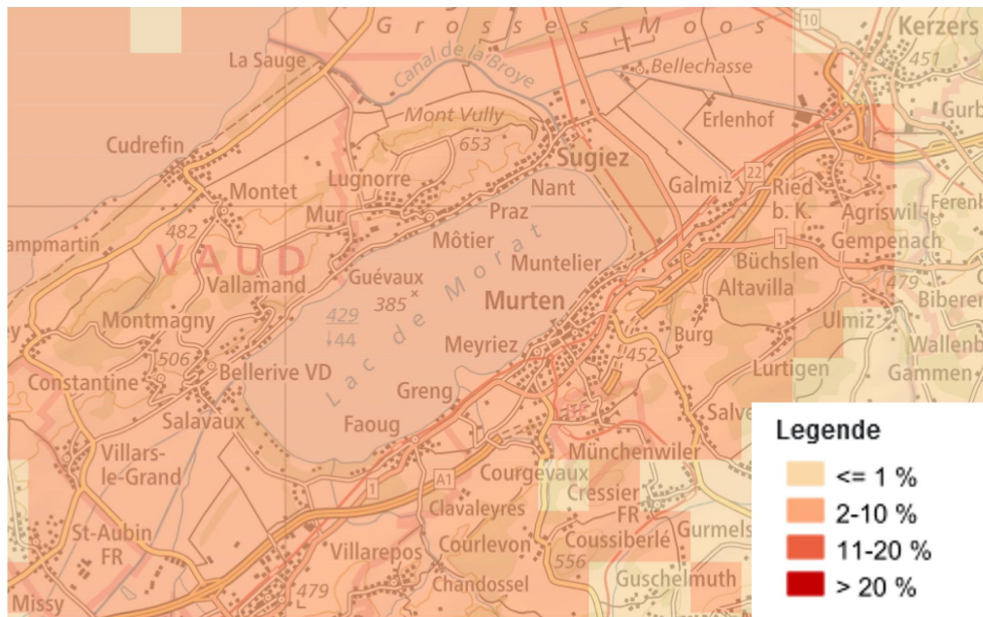 Grosses Moos
10
Kerzers
451
La Sauge
Canal de la Broye
Bellechasse
Mont Vully
653
Erlenhof
Gurb
Cudrefin
Sugiez
22
Lugnorre
Nant
Galmiz
Ried
b. K.
Montet
Praz
Agriswil
Ferenb
Mur
482
Môtier
1
Gempenach
ampmartin
VAUD
Guévaux
Muntelier
Büchslen
Vallamand
385
Altavilla
479
Biberen
Murten
429
44
Lac de Morat
Montmagny
Burg
Ulmiz
506
Meyriez
452
Wallenb
Constantine
Bellerive VD
Greng
Lurtigen
Gammen
Salavaux
Faoug
Salve
Villars-
le-Grand
Münchenwiler
Courgevaux
1
A1
Clavaleyres
Cressier
FR
St-Aubin
FR
Courlevon
Coussiberlé
Gurmels
Villarepos
556
Guschelmuth
Chandossel
479
Missy
Legende
<= 1 %
2-10 %
11-20 %
> 20 %